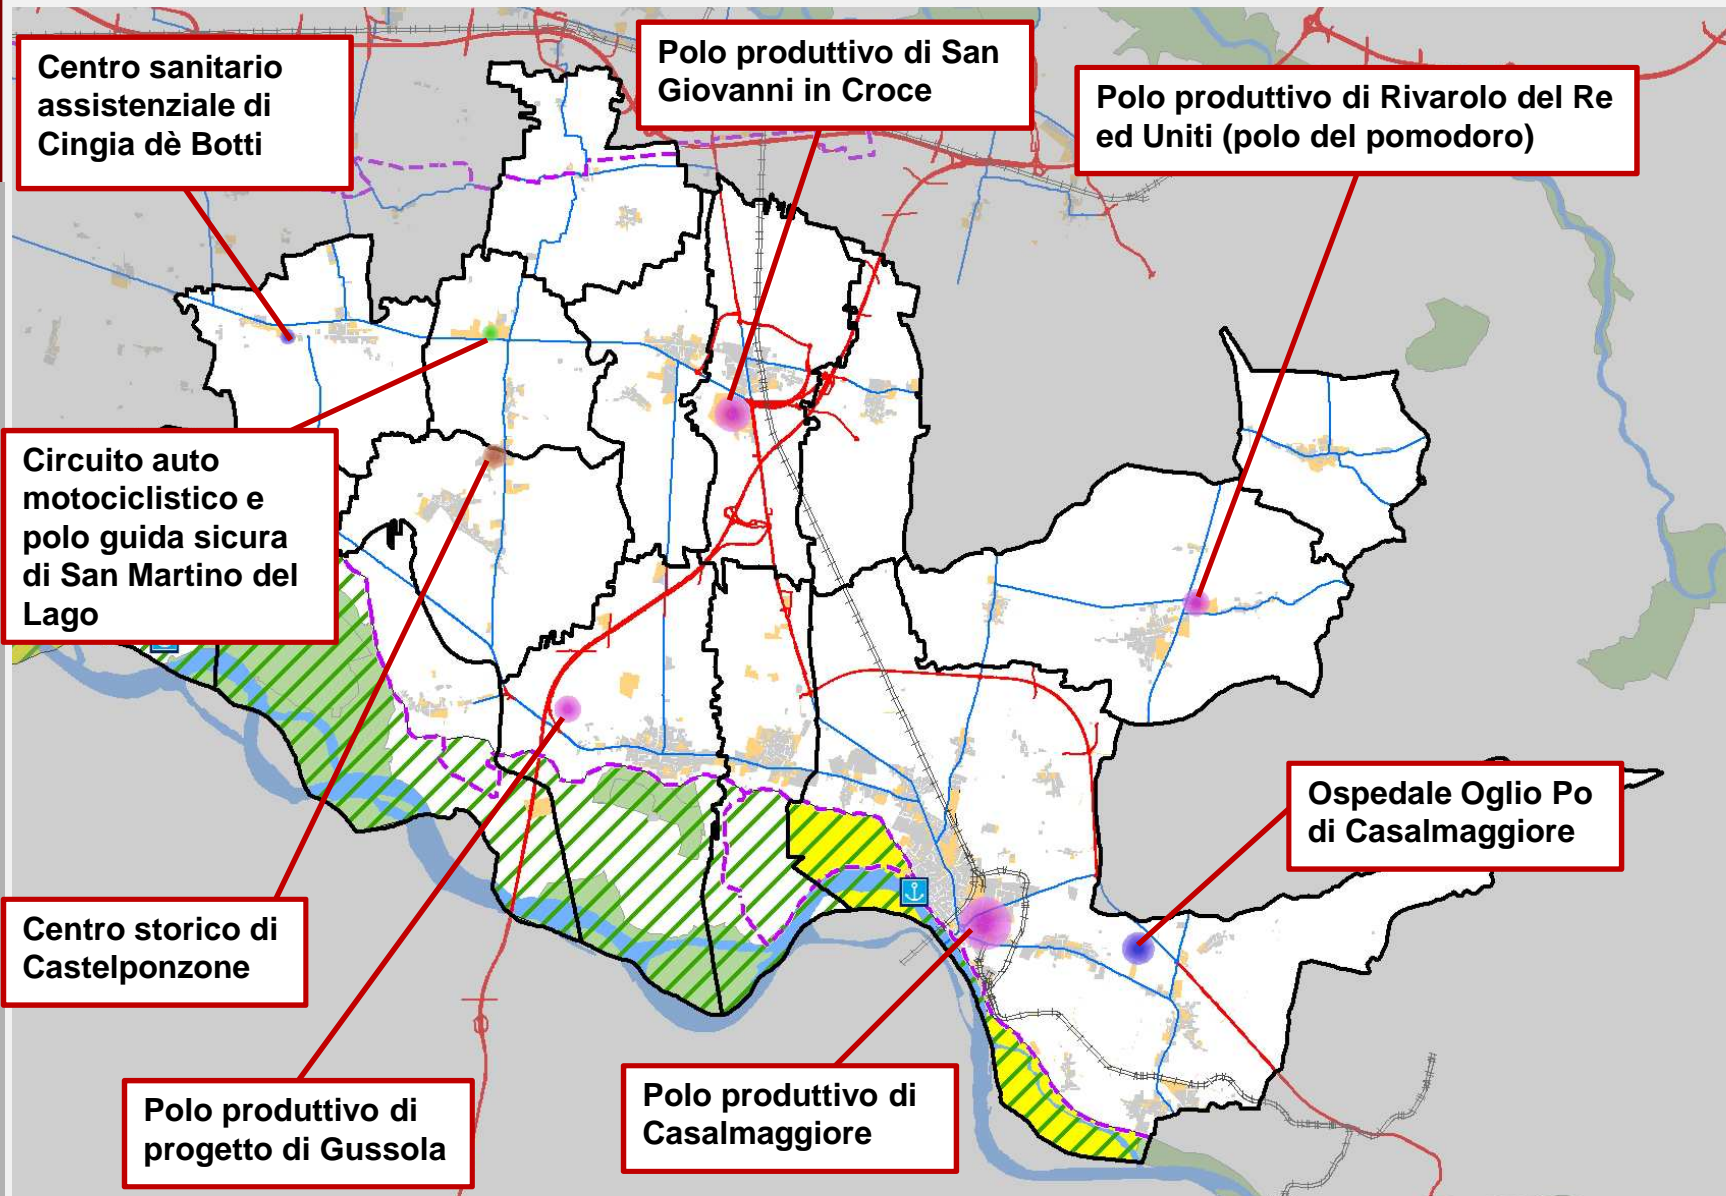 Centro sanitario
assistenziale di
Cingia dè Botti
Polo produttivo di San
Giovanni in Croce
Polo produttivo di Rivarolo del Re
ed Uniti (polo del pomodoro)
Circuito auto
motociclistico e
polo guida sicura
di San Martino del
Lago
Ospedale Oglio Po
di Casalmaggiore
Centro storico di
Castelponzone
Polo produttivo di
progetto di Gussola
Polo produttivo di
Casalmaggiore